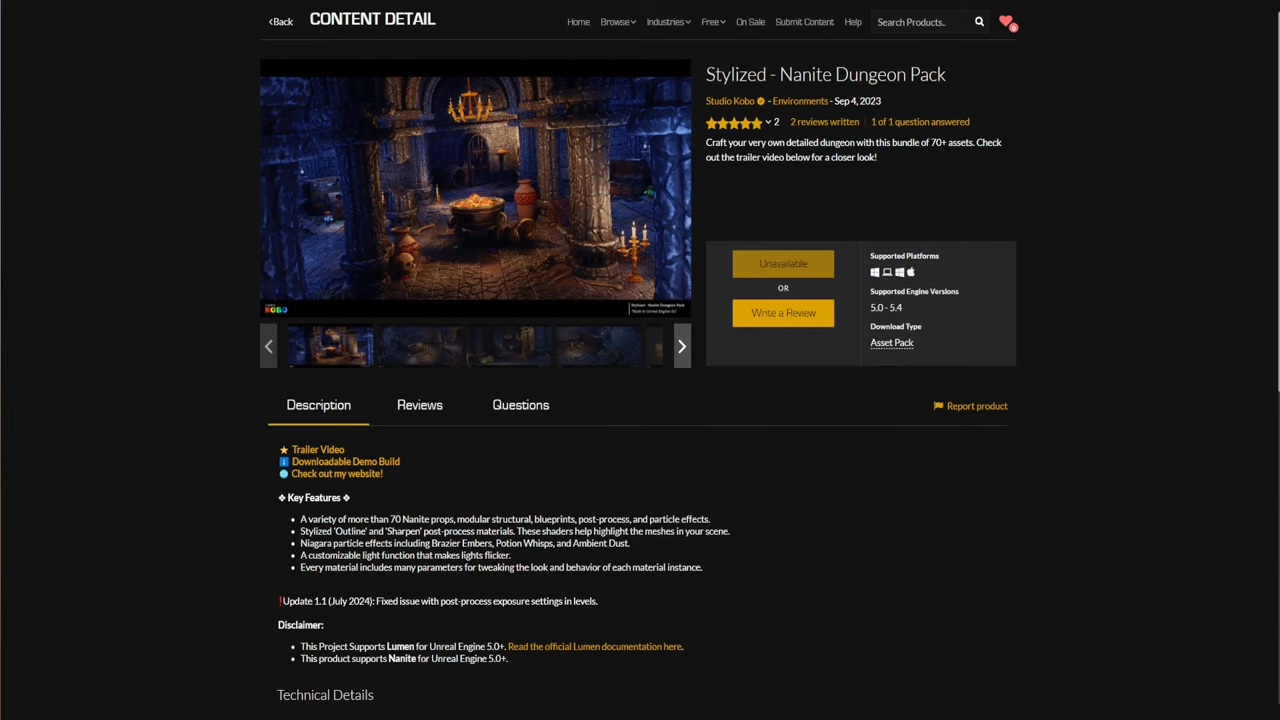 Back
CONTENT DETAIL
Home
Browse
Industries
Free
On Sale
Submit Content
Help
Search Products..
0
Stylized - Nanite Dungeon Pack
Studio Kobo - Environments - Sep 4, 2023
2 2 reviews written 1 of 1 question answered
Craft your very own detailed dungeon with this bundle of 70+ assets. Check
out the trailer video below for a closer look!
KOBO
Stylized - Nanite Dungeon Pack
Unavailable
OR
Write a Review
Supported Platforms
Supported Engine Versions
5.0 - 5.4
Download Type
Asset Pack
Description
Reviews
Questions
Report product
Trailer Video
Downloadable Demo Build
Check out my website!
❖ Key Features ❖
• A variety of more than 70 Nanite props, modular structural, blueprints, post-process, and particle effects.
• Stylized 'Outline' and 'Sharpen' post-process materials. These shaders help highlight the meshes in your scene.
• Niagara particle effects including Brazier Embers, Potion Whisps, and Ambient Dust.
• A customizable light function that makes lights flicker.
• Every material includes many parameters for tweaking the look and behavior of each material instance.
❗Update 1.1 (July 2024): Fixed issue with post-process exposure settings in levels.
Disclaimer:
• This Project Supports Lumen for Unreal Engine 5.0+. Read the official Lumen documentation here.
• This product supports Nanite for Unreal Engine 5.0+.
Technical Details